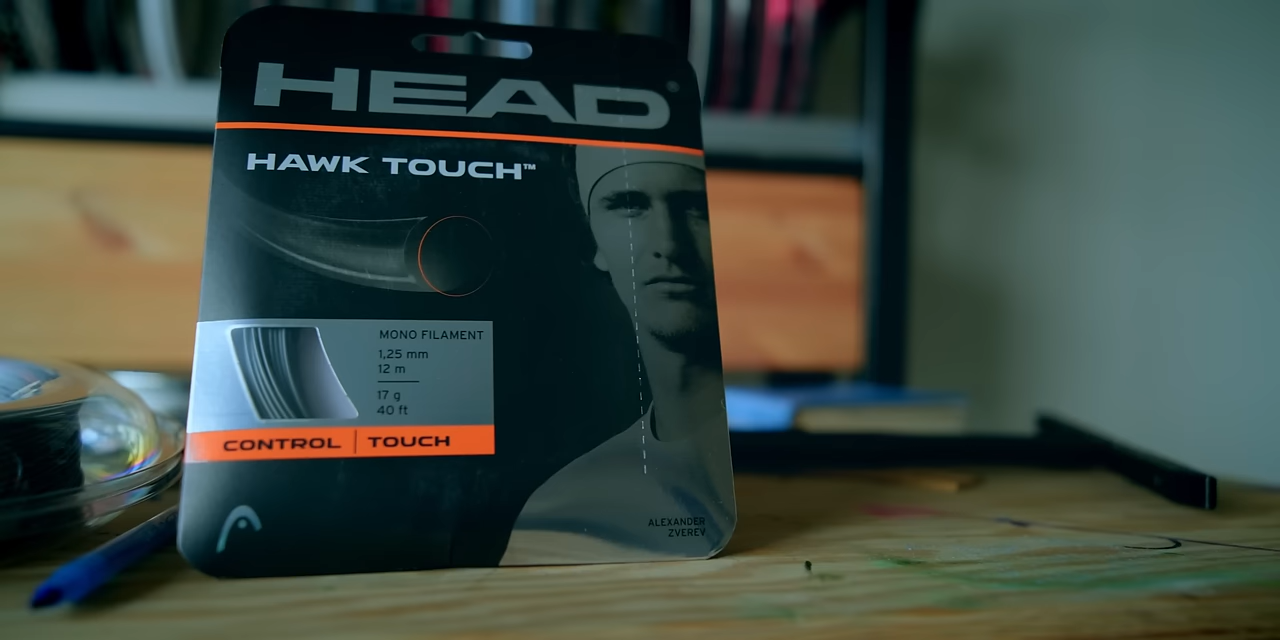 HEAD
HAWK TOUCH™
MONO FILAMENT
1,25 mm
12 m
17 g
40 ft
CONTROL | TOUCH
ALEXANDER
ZVEREV